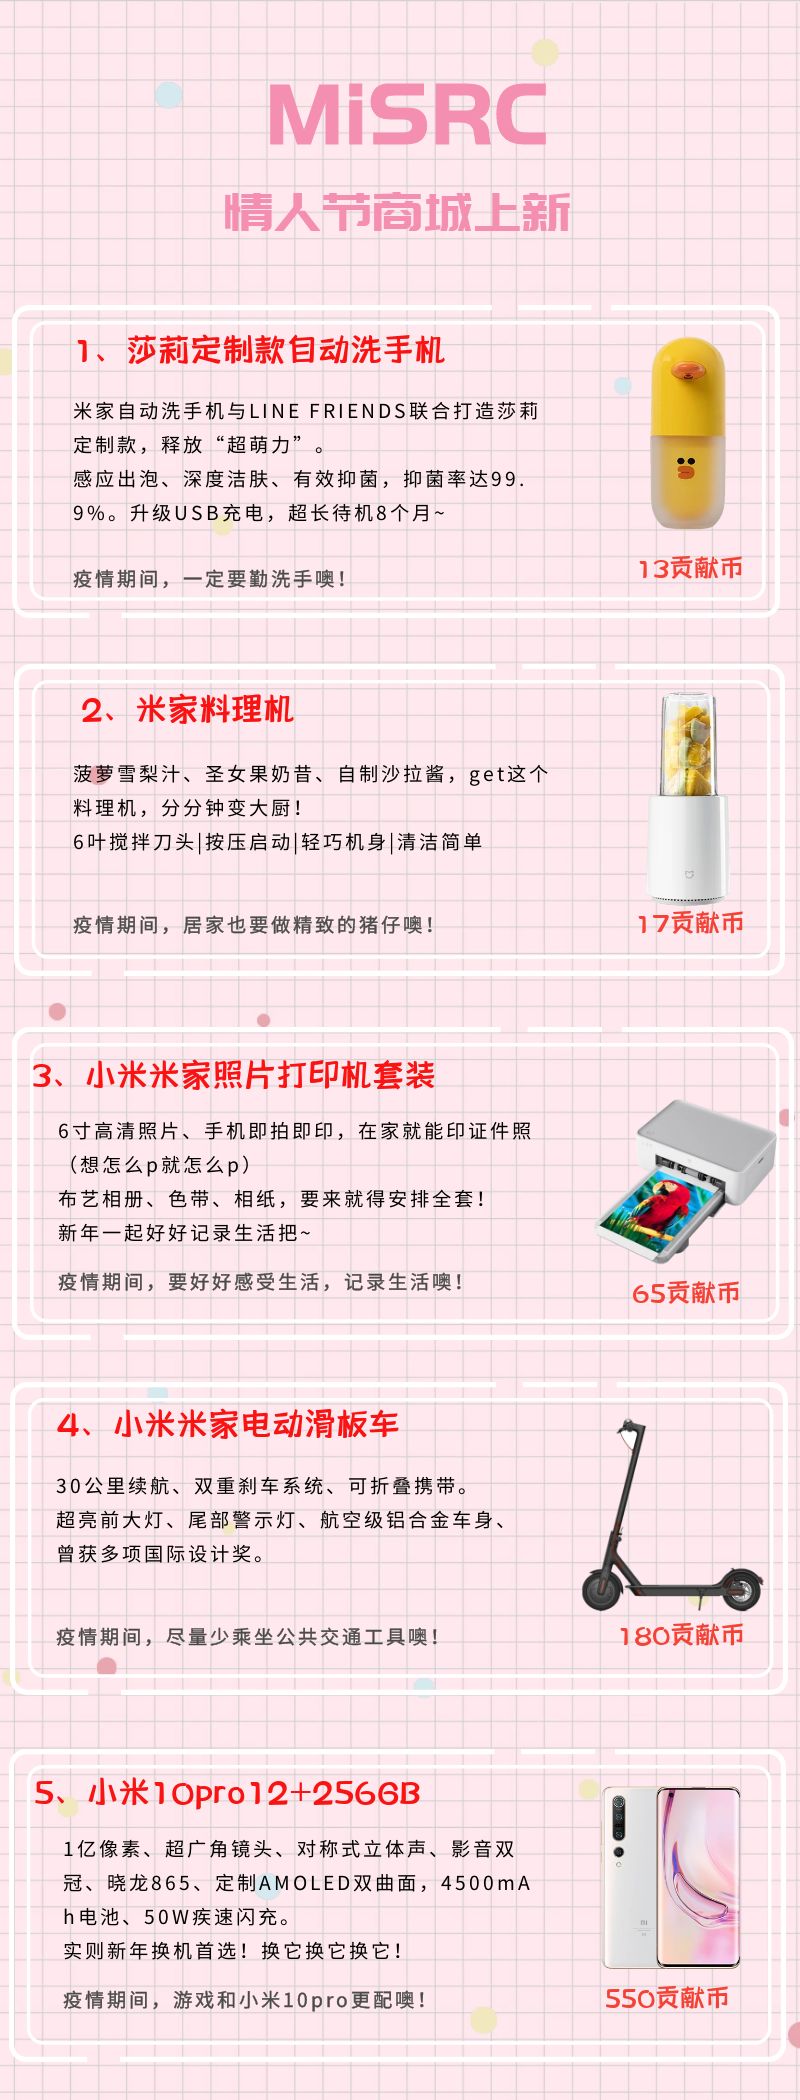 MiSRC
情人节商城上新
1、莎莉定制款自动洗手机
米家自动洗手机与LINE FRIENDS联合打造莎莉
定制款，释放“超萌力”。
感应出泡、深度洁肤、有效抑菌，抑菌率达99.
9%。升级USB充电，超长待机8个月~
疫情期间，一定要勤洗手噢！
13贡献币
2、米家料理机
菠萝雪梨汁、圣女果奶昔、自制沙拉酱，get这个
料理机，分分钟变大厨！
6叶搅拌刀头|按压启动|轻巧机身|清洁简单
疫情期间，居家也要做精致的猪仔噢！
17贡献币
3、小米米家照片打印机套装
6寸高清照片、手机即拍即印，在家就能印证件照
（想怎么p就怎么p）
布艺相册、色带、相纸，要来就得安排全套！
新年一起好好记录生活把~
疫情期间，要好好感受生活，记录生活噢！
65贡献币
4、小米米家电动滑板车
30公里续航、双重刹车系统、可折叠携带。
超亮前大灯、尾部警示灯、航空级铝合金车身、
曾获多项国际设计奖。
疫情期间，尽量少乘坐公共交通工具噢！
180贡献币
5、小米10pro12+256GB
1亿像素、超广角镜头、对称式立体声、影音双
冠、晓龙865、定制AMOLED双曲面，4500mA
h电池、50W疾速闪充。
实则新年换机首选！换它换它换它！
疫情期间，游戏和小米10pro更配噢！
550贡献币